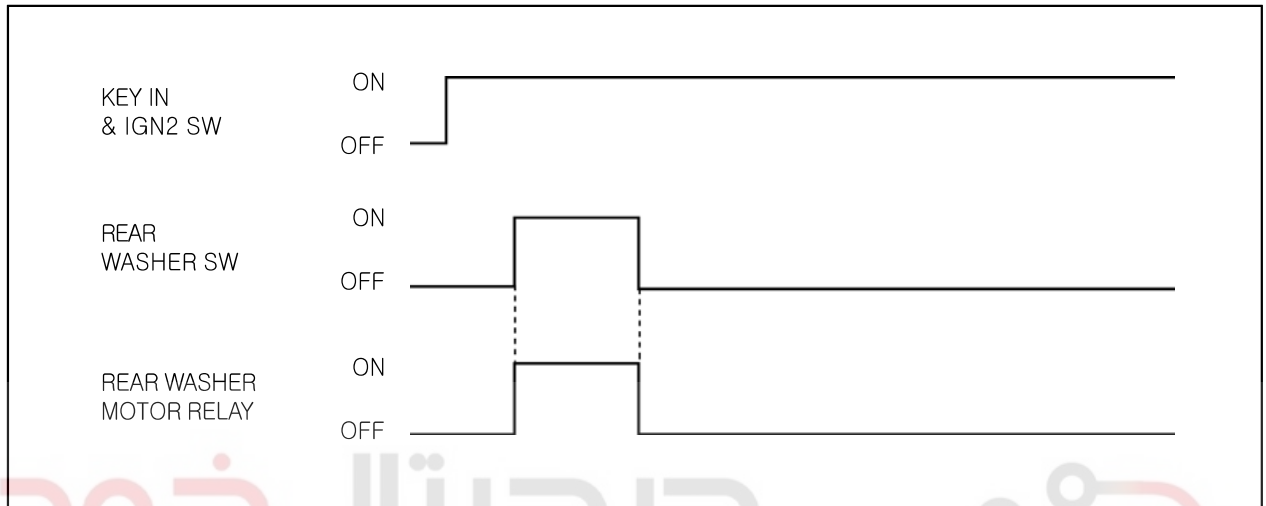 KEY IN
& IGN2 SW
ON
OFF
REAR
WASHER SW
ON
OFF
REAR WASHER
MOTOR RELAY
ON
OFF